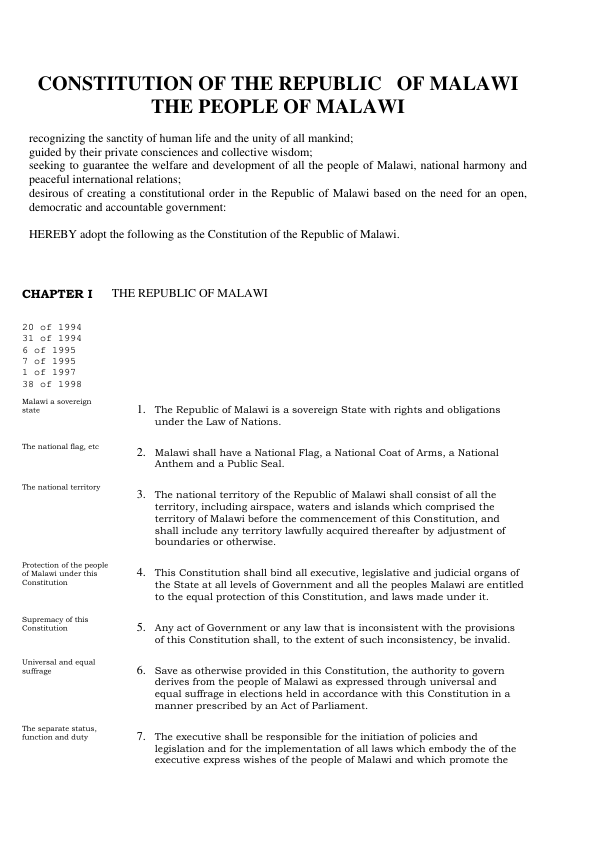 CONSTITUTION OF THE REPUBLIC OF MALAWI
THE PEOPLE OF MALAWI
recognizing the sanctity of human life and the unity of all mankind;
guided by their private consciences and collective wisdom;
seeking to guarantee the welfare and development of all the people of Malawi, national harmony and
peaceful international relations;
desirous of creating a constitutional order in the Republic of Malawi based on the need for an open,
democratic and accountable government:
HEREBY adopt the following as the Constitution of the Republic of Malawi.
CHAPTER I THE REPUBLIC OF MALAWI
20 of 1994
31 of 1994
6 of 1995
7 of 1995
1 of 1997
38 of 1998
Malawi a sovereign
state
1. The Republic of Malawi is a sovereign State with rights and obligations
under the Law of Nations.
The national flag, etc
2. Malawi shall have a National Flag, a National Coat of Arms, a National
Anthem and a Public Seal.
The national territory
3. The national territory of the Republic of Malawi shall consist of all the
territory, including airspace, waters and islands which comprised the
territory of Malawi before the commencement of this Constitution, and
shall include any territory lawfully acquired thereafter by adjustment of
boundaries or otherwise.
Protection of the people
of Malawi under this
Constitution
4. This Constitution shall bind all executive, legislative and judicial organs of
the State at all levels of Government and all the peoples Malawi are entitled
to the equal protection of this Constitution, and laws made under it.
Supremacy of this
Constitution
5. Any act of Government or any law that is inconsistent with the provisions
of this Constitution shall, to the extent of such inconsistency, be invalid.
Universal and equal
suffrage
6. Save as otherwise provided in this Constitution, the authority to govern
derives from the people of Malawi as expressed through universal and
equal suffrage in elections held in accordance with this Constitution in a
manner prescribed by an Act of Parliament.
The separate status,
function and duty
7. The executive shall be responsible for the initiation of policies and
legislation and for the implementation of all laws which embody the of the
executive express wishes of the people of Malawi and which promote the